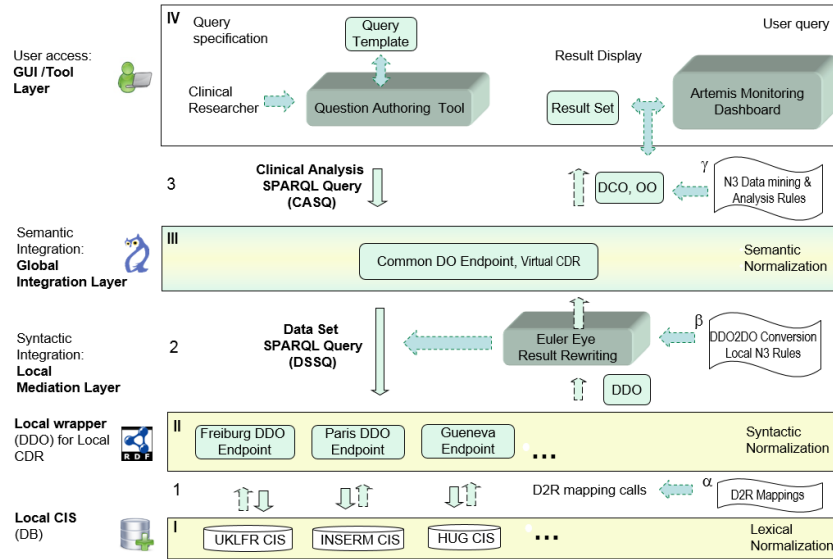 IV
Query
specification
Query
Template
User query
User access:
GUI /Tool
Layer
Result Display
Clinical
Researcher
Question Authoring Tool
Result Set
Artemis Monitoring
Dashboard
3
Clinical Analysis
SPARQL Query
(CASQ)
DCO, OO
γ
N3 Data mining &
Analysis Rules
Semantic
Integration:
Global
Integration Layer
III
Common DO Endpoint, Virtual CDR
Semantic
Normalization
Syntactic
Integration:
Local
Mediation Layer
2
Data Set
SPARQL Query
(DSSQ)
Euler Eye
Result Rewriting
β
DDO2DO Conversion
Local N3 Rules
DDO
Local wrapper
(DDO) for Local
CDR
RDF
II
Freiburg DDO
Endpoint
Paris DDO
Endpoint
Gueneva
Endpoint
...
Syntactic
Normalization
1
D2R mapping calls
α
D2R Mappings
Local CIS
(DB)
I
UKLFR CIS
INSERM CIS
HUG CIS
...
Lexical
Normalization